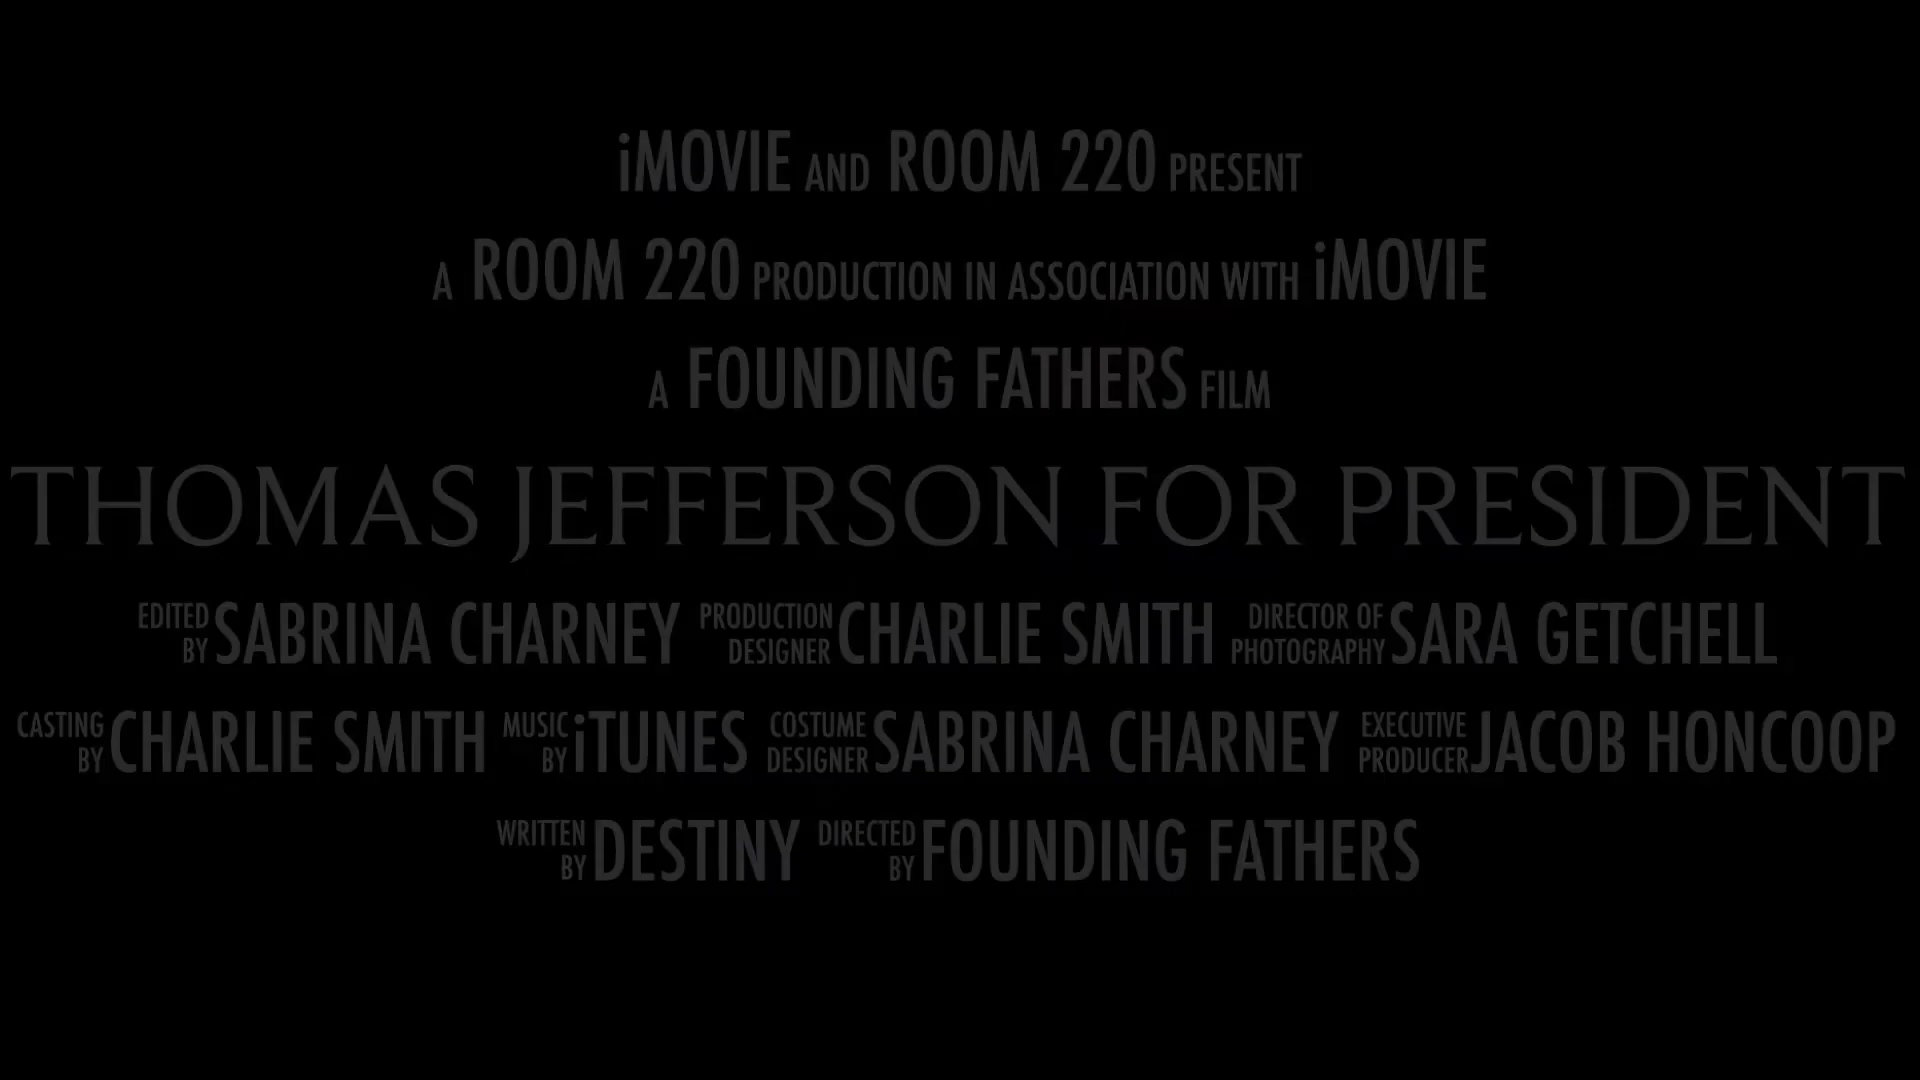 iMOVIE AND ROOM 220 PRESENT
A ROOM 220 PRODUCTION IN ASSOCIATION WITH iMOVIE
A FOUNDING FATHERS FILM
THOMAS JEFFERSON FOR PRESIDENT
EDITED BY SABRINA CHARNEY PRODUCTION DESIGNER CHARLIE SMITH DIRECTOR OF PHOTOGRAPHY SARA GETCHELL
CASTING BY CHARLIE SMITH MUSIC BY iTUNES COSTUME DESIGNER SABRINA CHARNEY EXECUTIVE PRODUCER JACOB HONCOOP
WRITTEN BY DESTINY DIRECTED BY FOUNDING FATHERS